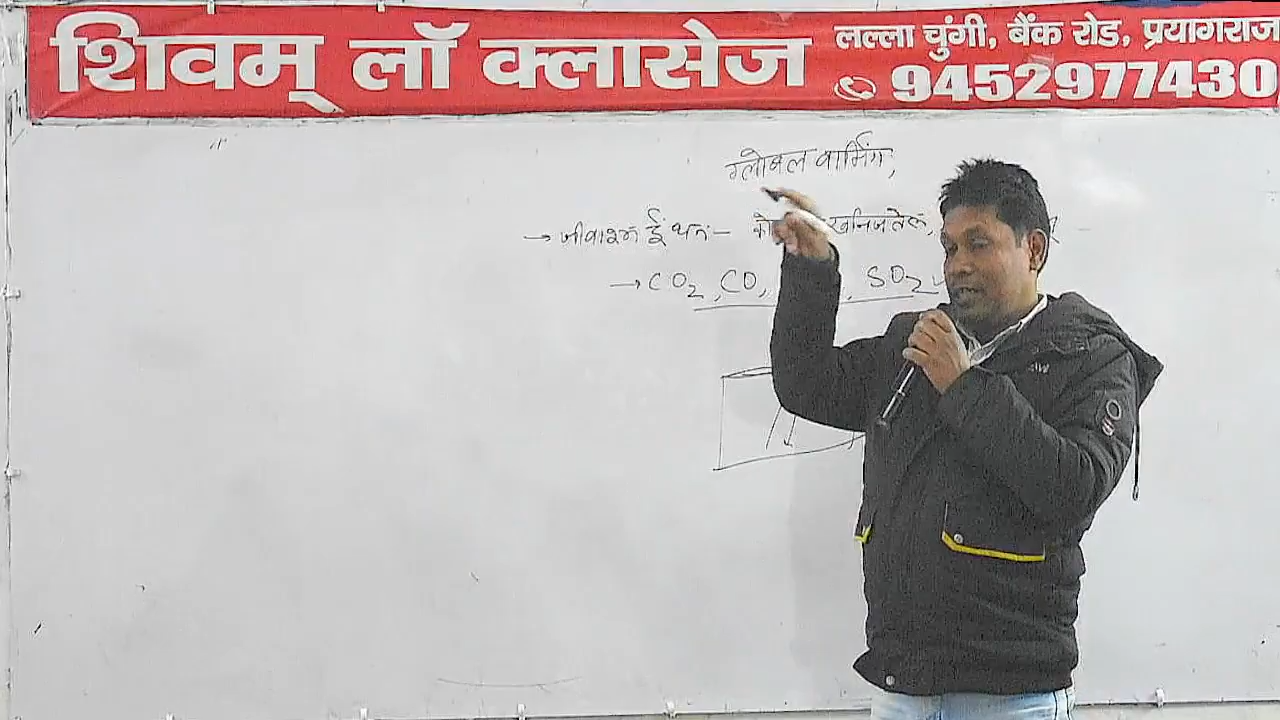 शिवम् लॉ क्लासेज
लल्ला चुंगी, बैंक रोड, प्रयागराज
9452977430
ग्लोबल वार्मिंग,
→ जीवाश्म ईंधन:- खनिजतेल,
→ CO₂, CO, , SO₂